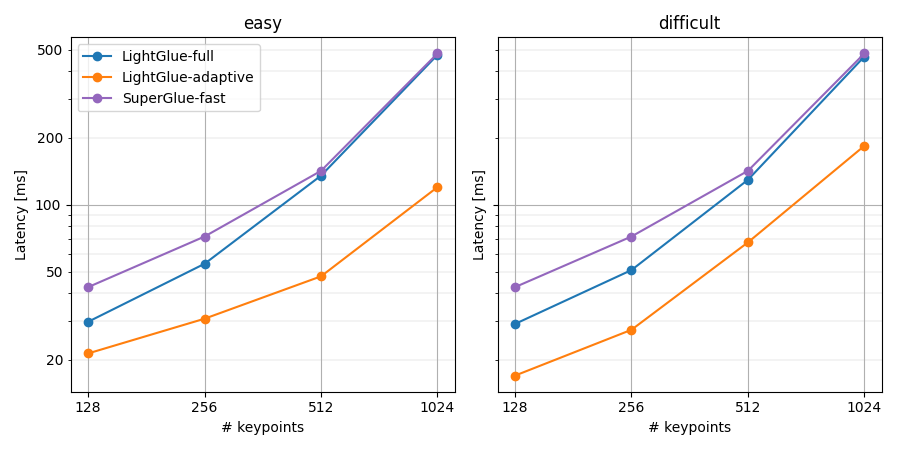 easy
LightGlue-full
LightGlue-adaptive
SuperGlue-fast
500
200
100
50
20
Latency [ms]
128 256 512 1024
# keypoints
difficult
Latency [ms]
128 256 512 1024
# keypoints